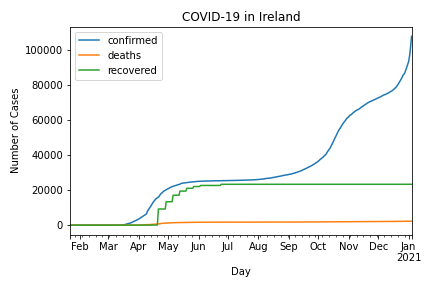 COVID-19 in Ireland
confirmed
deaths
recovered
Number of Cases
100000
80000
60000
40000
20000
0
Feb Mar Apr May Jun Jul Aug Sep Oct Nov Dec Jan
2021
Day